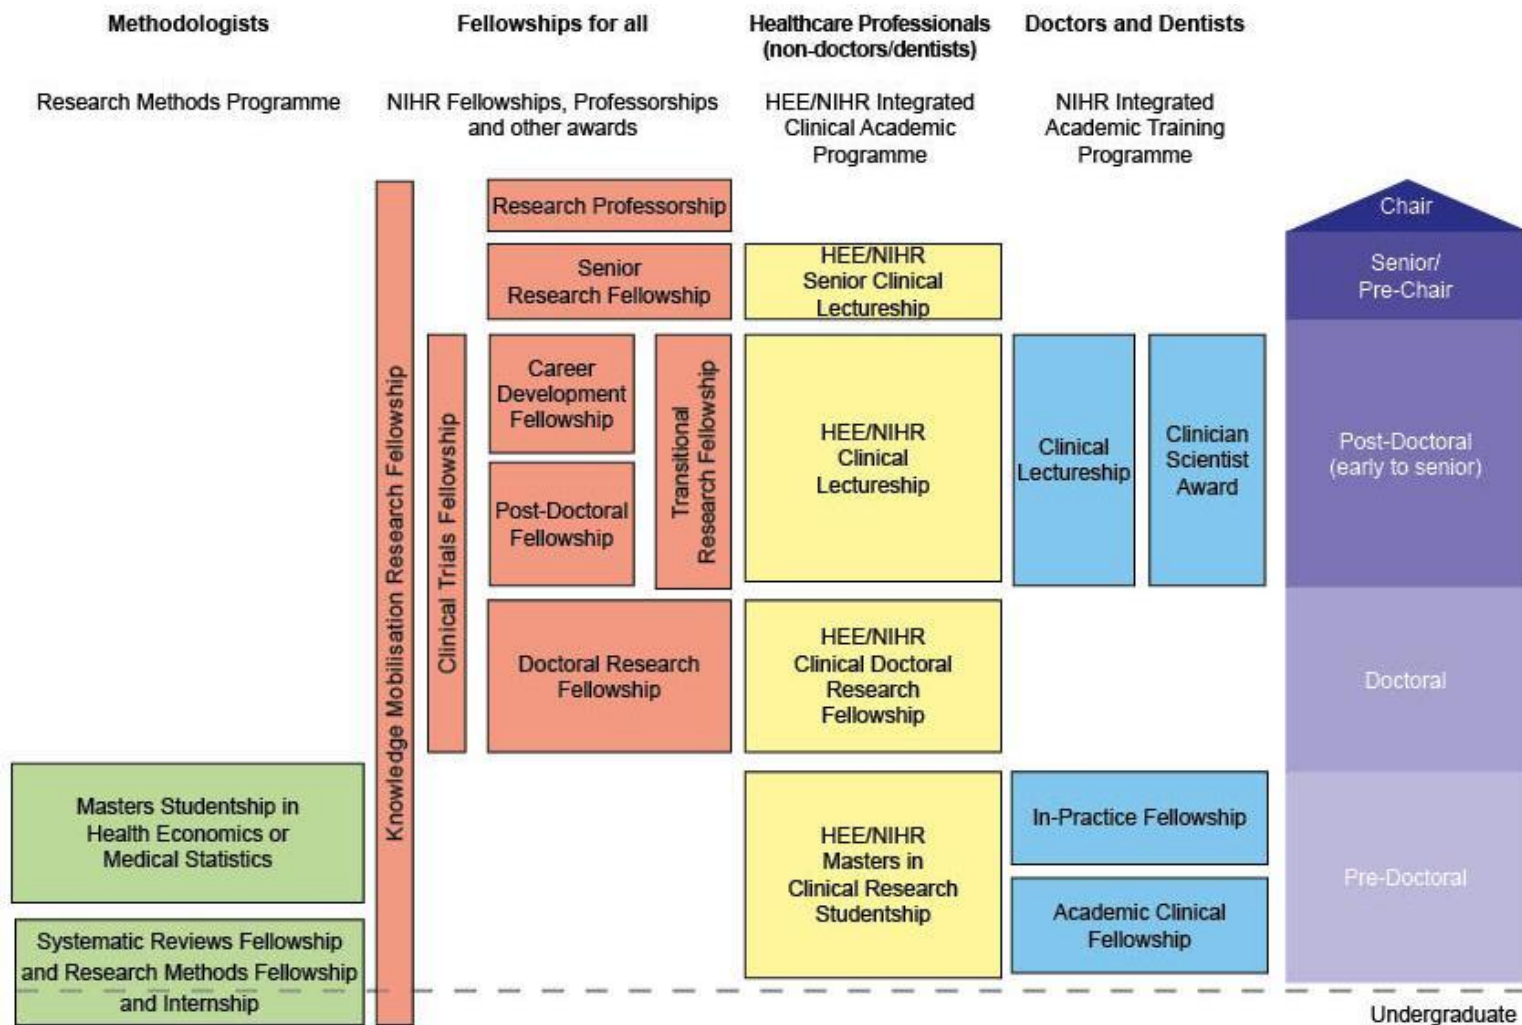 Methodologists
Fellowships for all
Healthcare Professionals
(non-doctors/dentists)
Doctors and Dentists
Research Methods Programme
NIHR Fellowships, Professorships
and other awards
HEE/NIHR Integrated
Clinical Academic
Programme
NIHR Integrated
Academic Training
Programme
Knowledge Mobilisation Research Fellowship
Research Professorship
Chair
Senior
Research Fellowship
HEE/NIHR
Senior Clinical
Lectureship
Senior/
Pre-Chair
Clinical Trials Fellowship
Career
Development
Fellowship
Post-Doctoral
Fellowship
Transitional
Research Fellowship
HEE/NIHR
Clinical
Lectureship
Clinical
Lectureship
Clinician
Scientist
Award
Post-Doctoral
(early to senior)
Doctoral Research
Fellowship
HEE/NIHR
Clinical Doctoral
Research
Fellowship
Doctoral
Masters Studentship in
Health Economics or
Medical Statistics
HEE/NIHR
Masters in
Clinical Research
Studentship
In-Practice Fellowship
Academic Clinical
Fellowship
Pre-Doctoral
Systematic Reviews Fellowship
and Research Methods Fellowship
and Internship
Undergraduate